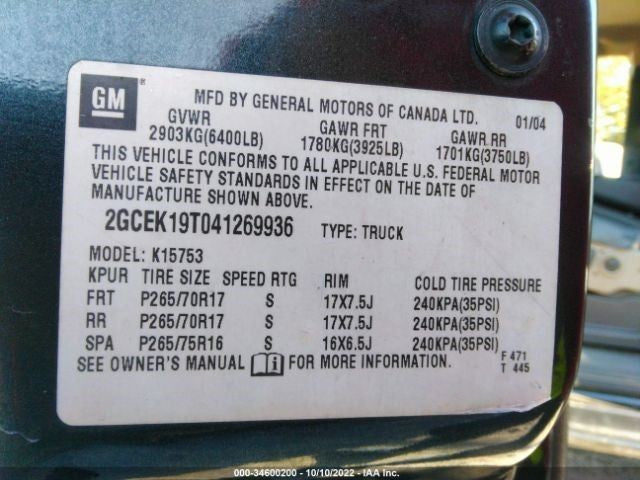 GM ®
MFD BY GENERAL MOTORS OF CANADA LTD. 01/04
GVWR GAWR FRT GAWR RR
2903KG(6400LB) 1780KG(3925LB) 1701KG(3750LB)
THIS VEHICLE CONFORMS TO ALL APPLICABLE U.S. FEDERAL MOTOR
VEHICLE SAFETY STANDARDS IN EFFECT ON THE DATE OF
MANUFACTURE SHOWN ABOVE.
2GCEK19T041269936 TYPE: TRUCK
MODEL: K15753
KPUR TIRE SIZE SPEED RTG RIM COLD TIRE PRESSURE
FRT P265/70R17 S 17X7.5J 240KPA(35PSI)
RR P265/70R17 S 17X7.5J 240KPA(35PSI)
SPA P265/75R16 S 16X6.5J 240KPA(35PSI)
SEE OWNER'S MANUAL i FOR MORE INFORMATION.
F 471
T 445
000-34600200 - 10/10/2022 - IAA Inc.